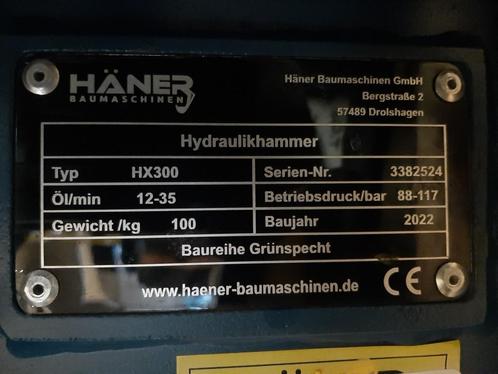 HÄNER
BAUMASCHINEN
Häner Baumaschinen GmbH
Bergstraße 2
57489 Drolshagen
Hydraulikhammer
Typ HX300 Serien-Nr. 3382524
Öl/min 12-35 Betriebsdruck/bar 88-117
Gewicht /kg 100 Baujahr 2022
Baureihe Grünspecht
www.haener-baumaschinen.de CE